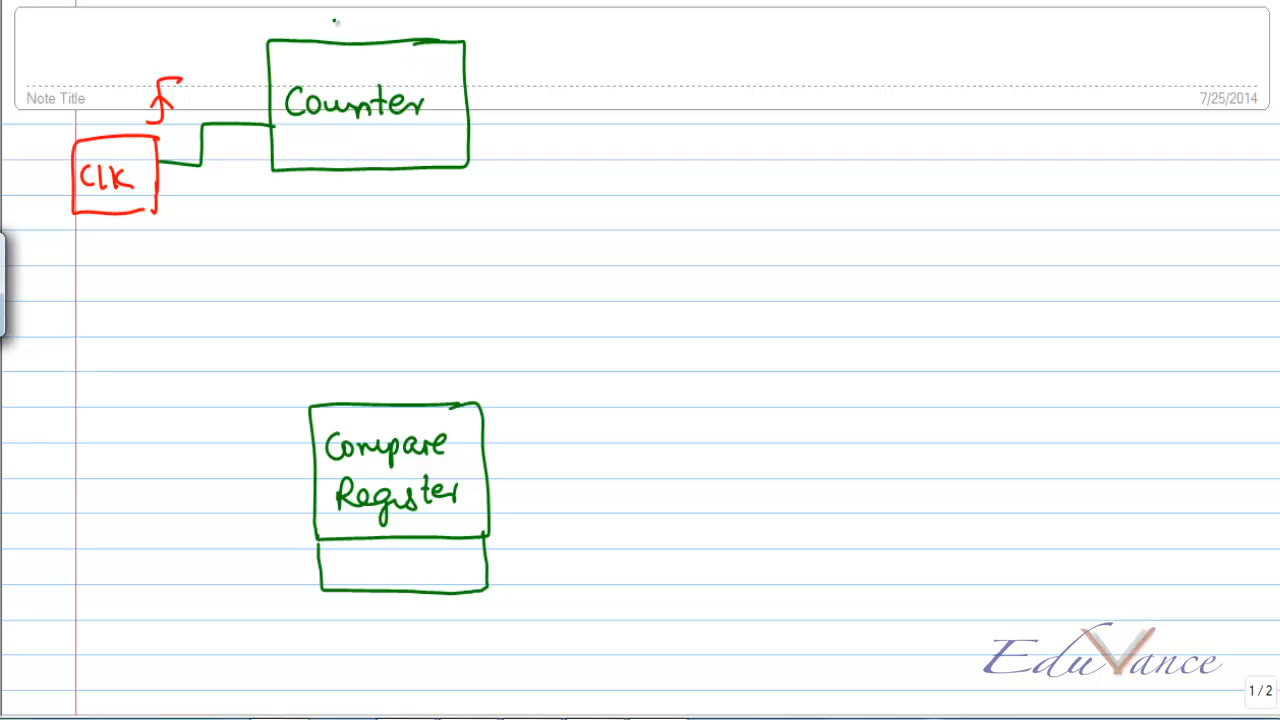 Counter
Note Title
7/25/2014
CLK
Compare
Register
EduVance
1 / 2